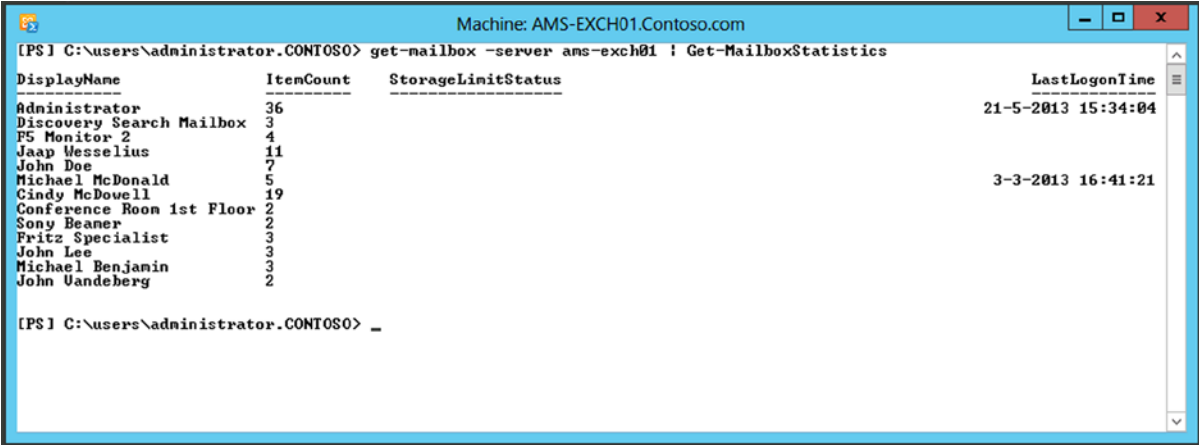 Machine: AMS-EXCH01.Contoso.com
[PS] C:\users\administrator.CONTOSO> get-mailbox -server ams-exch01 | Get-MailboxStatistics
DisplayName ItemCount StorageLimitStatus LastLogonTime
----------- --------- ------------------ -------------
Administrator 36 21-5-2013 15:34:04
Discovery Search Mailbox 3
F5 Monitor 2 4
Jaap Wesselius 11
John Doe 7
Michael McDonald 5 3-3-2013 16:41:21
Cindy McDowell 19
Conference Room 1st Floor 2
Sony Beamer 2
Fritz Specialist 3
John Lee 3
Michael Benjamin 3
John Vandeberg 2
[PS] C:\users\administrator.CONTOSO> _